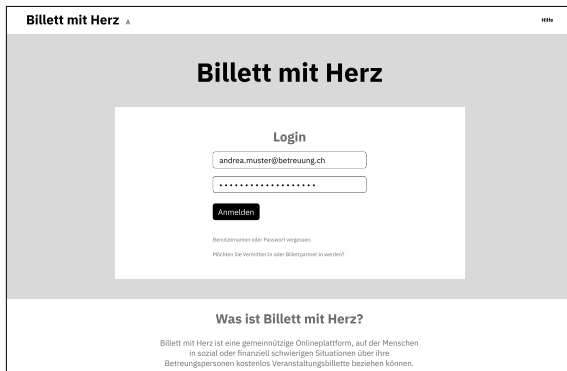 Billett mit Herz A
Hilfe
Billett mit Herz
Login
andrea.muster@betreuung.ch
Anmelden
Benutzernamen oder Passwort vergessen.
Möchten Sie Vermittler:in oder Billettpartner:in werden?
Was ist Billett mit Herz?
Billett mit Herz ist eine gemeinnützige Onlineplattform, auf der Menschen
in sozial oder finanziell schwierigen Situationen über ihre
Betreuungspersonen kostenlos Veranstaltungsbillette beziehen können.